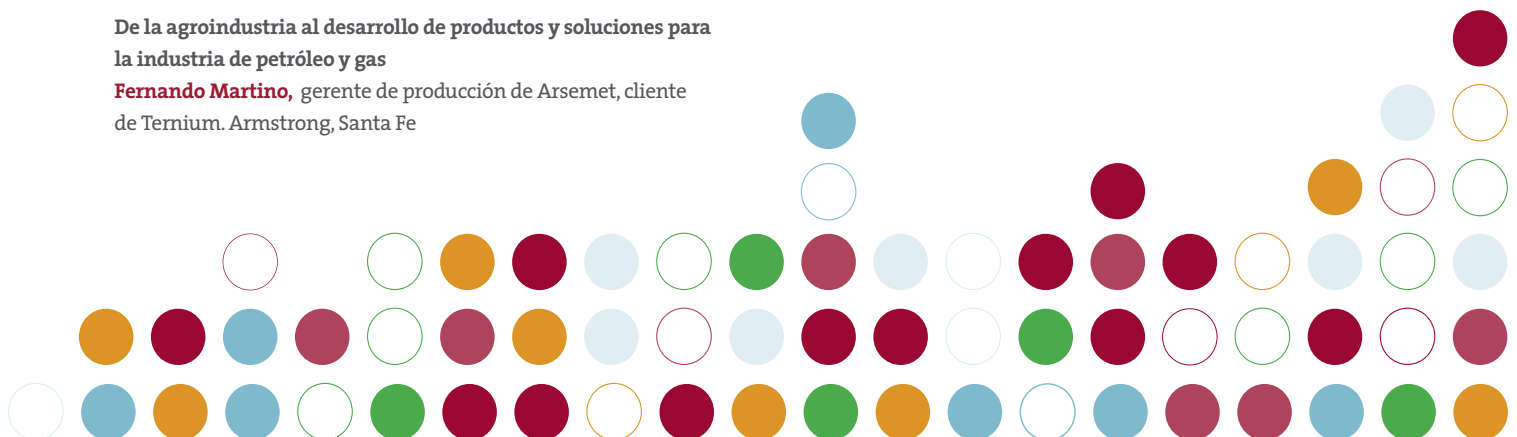 De la agroindustria al desarrollo de productos y soluciones para
la industria de petróleo y gas
Fernando Martino, gerente de producción de Arsemet, cliente
de Ternium. Armstrong, Santa Fe